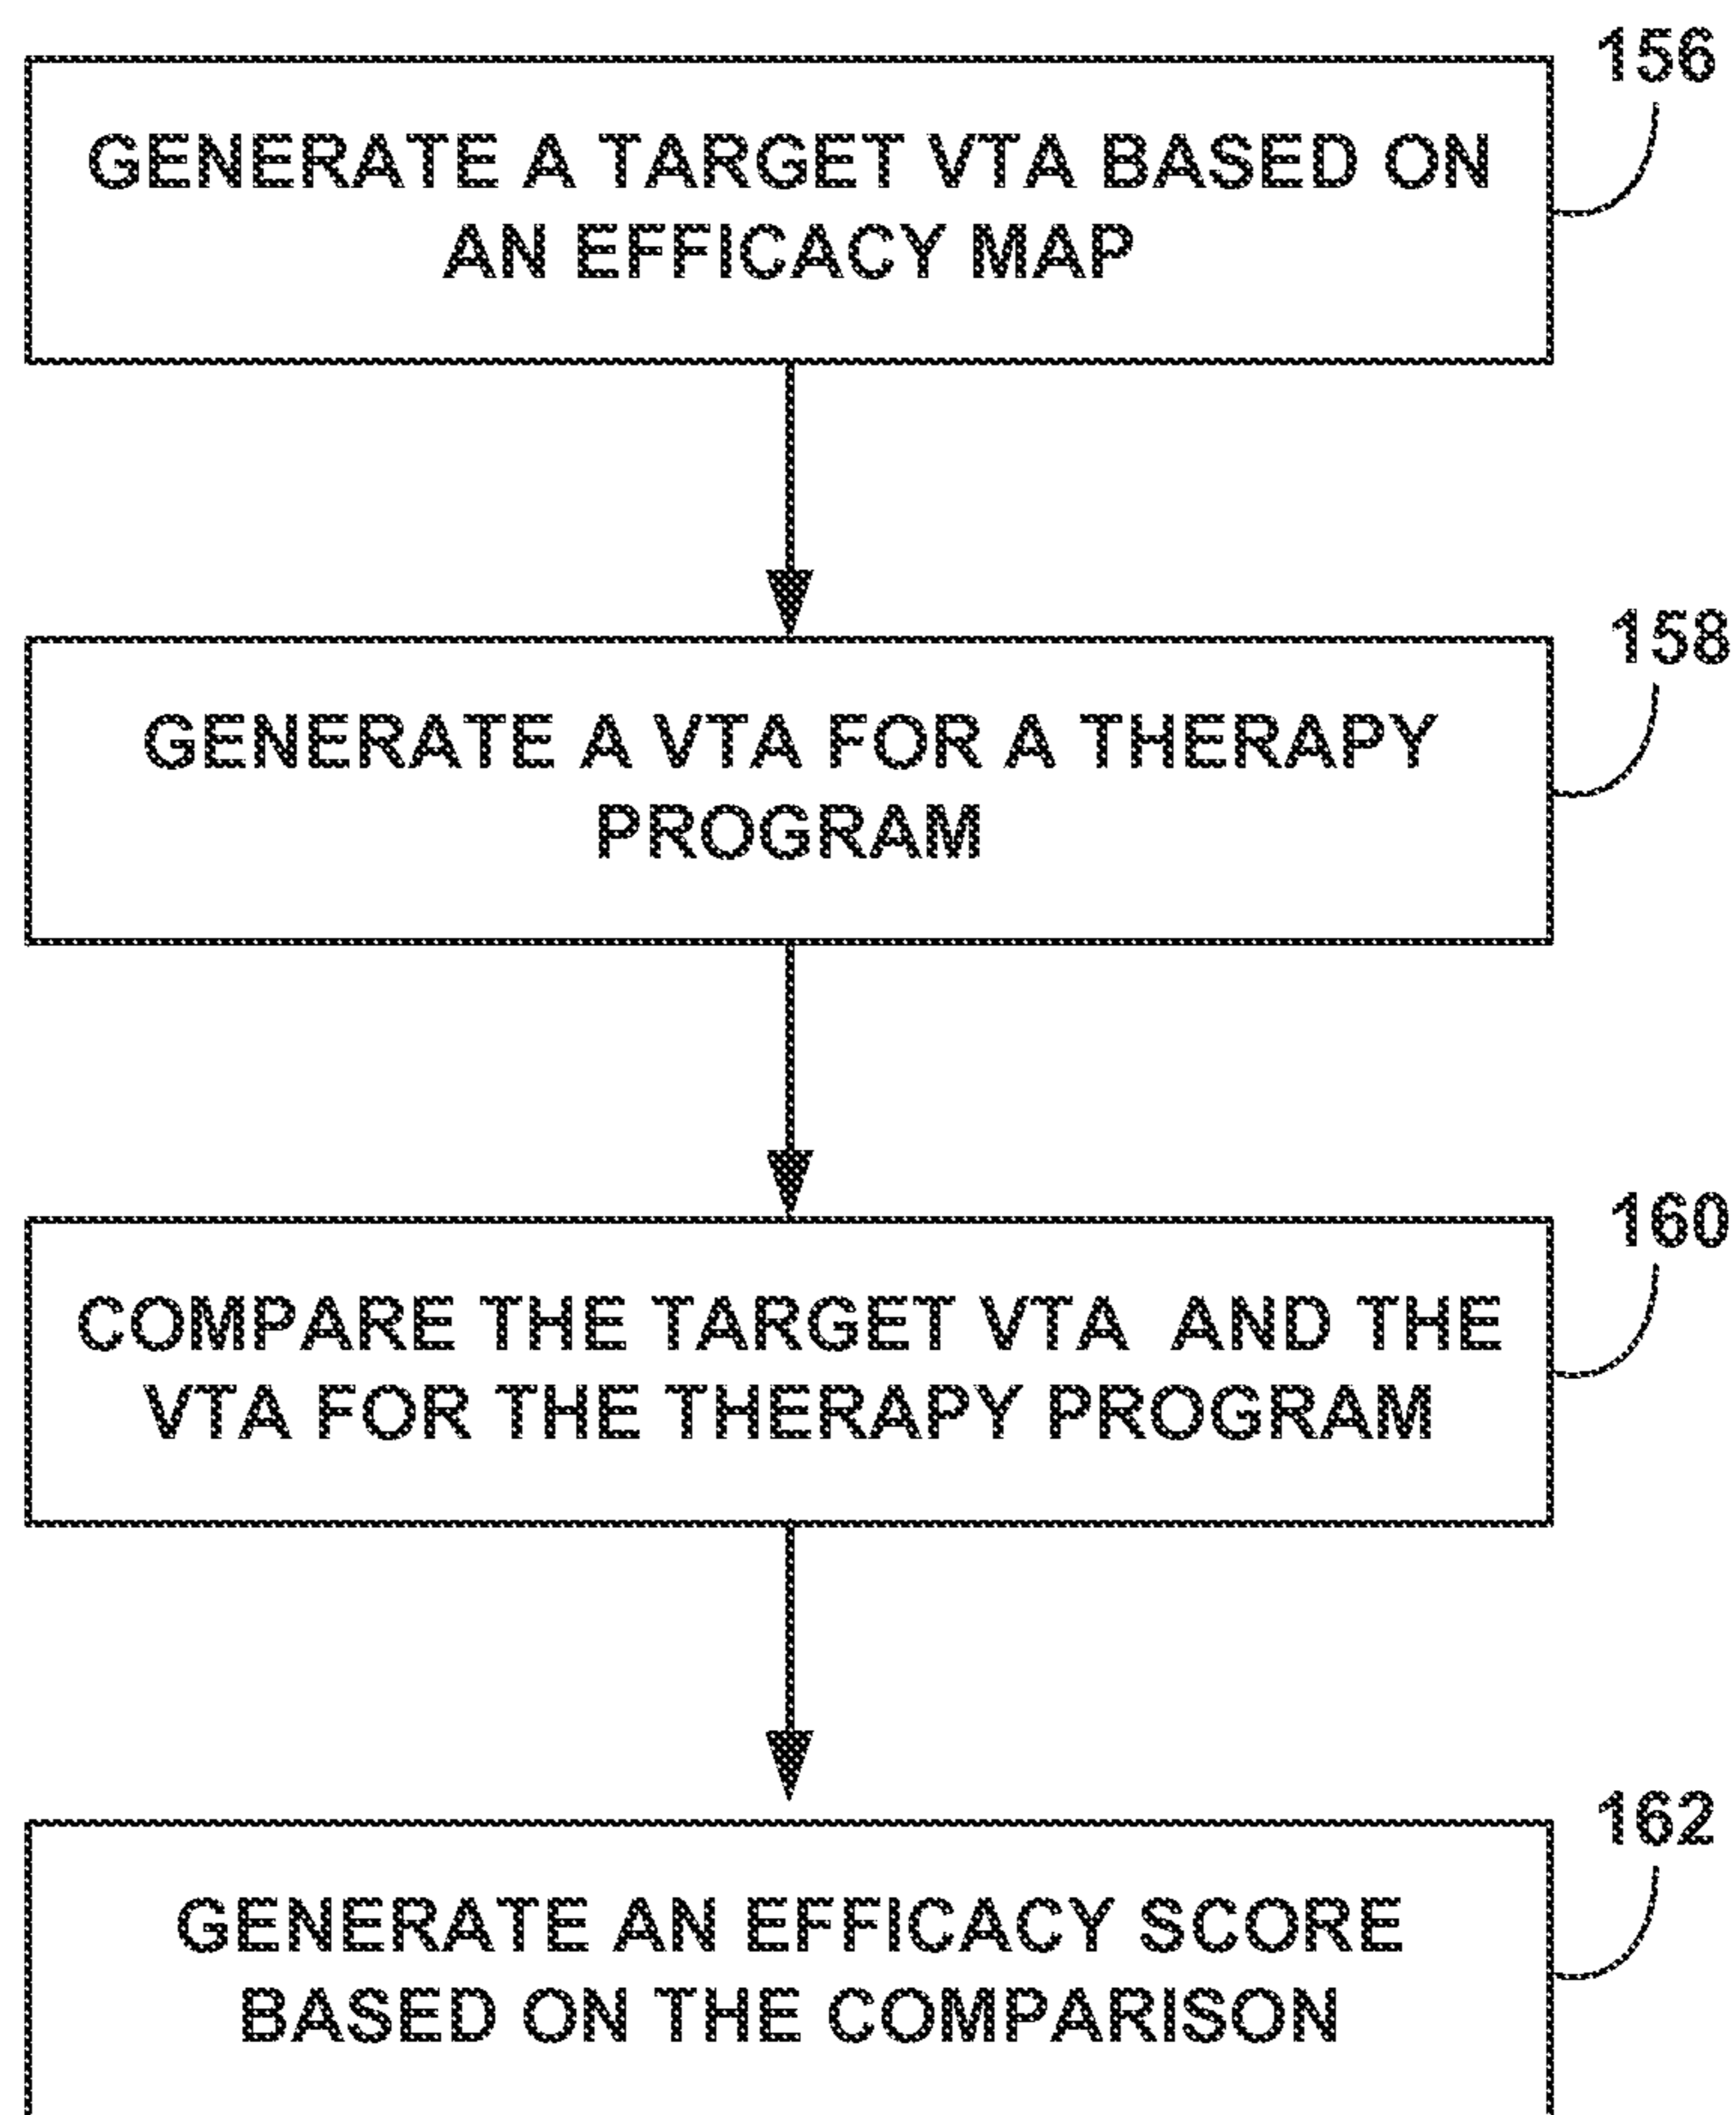 156
GENERATE A TARGET VTA BASED ON
AN EFFICACY MAP
158
GENERATE A VTA FOR A THERAPY
PROGRAM
160
COMPARE THE TARGET VTA AND THE
VTA FOR THE THERAPY PROGRAM
162
GENERATE AN EFFICACY SCORE
BASED ON THE COMPARISON